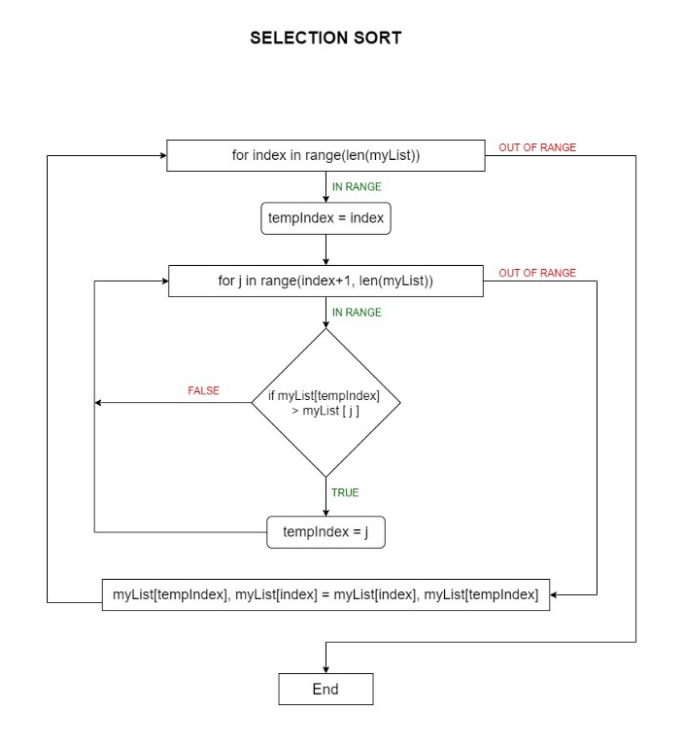 SELECTION SORT
for index in range(len(myList))
OUT OF RANGE
IN RANGE
tempIndex = index
for j in range(index+1, len(myList))
OUT OF RANGE
IN RANGE
FALSE
if myList[tempIndex]
> myList [ j ]
TRUE
tempIndex = j
myList[tempIndex], myList[index] = myList[index], myList[tempIndex]
End